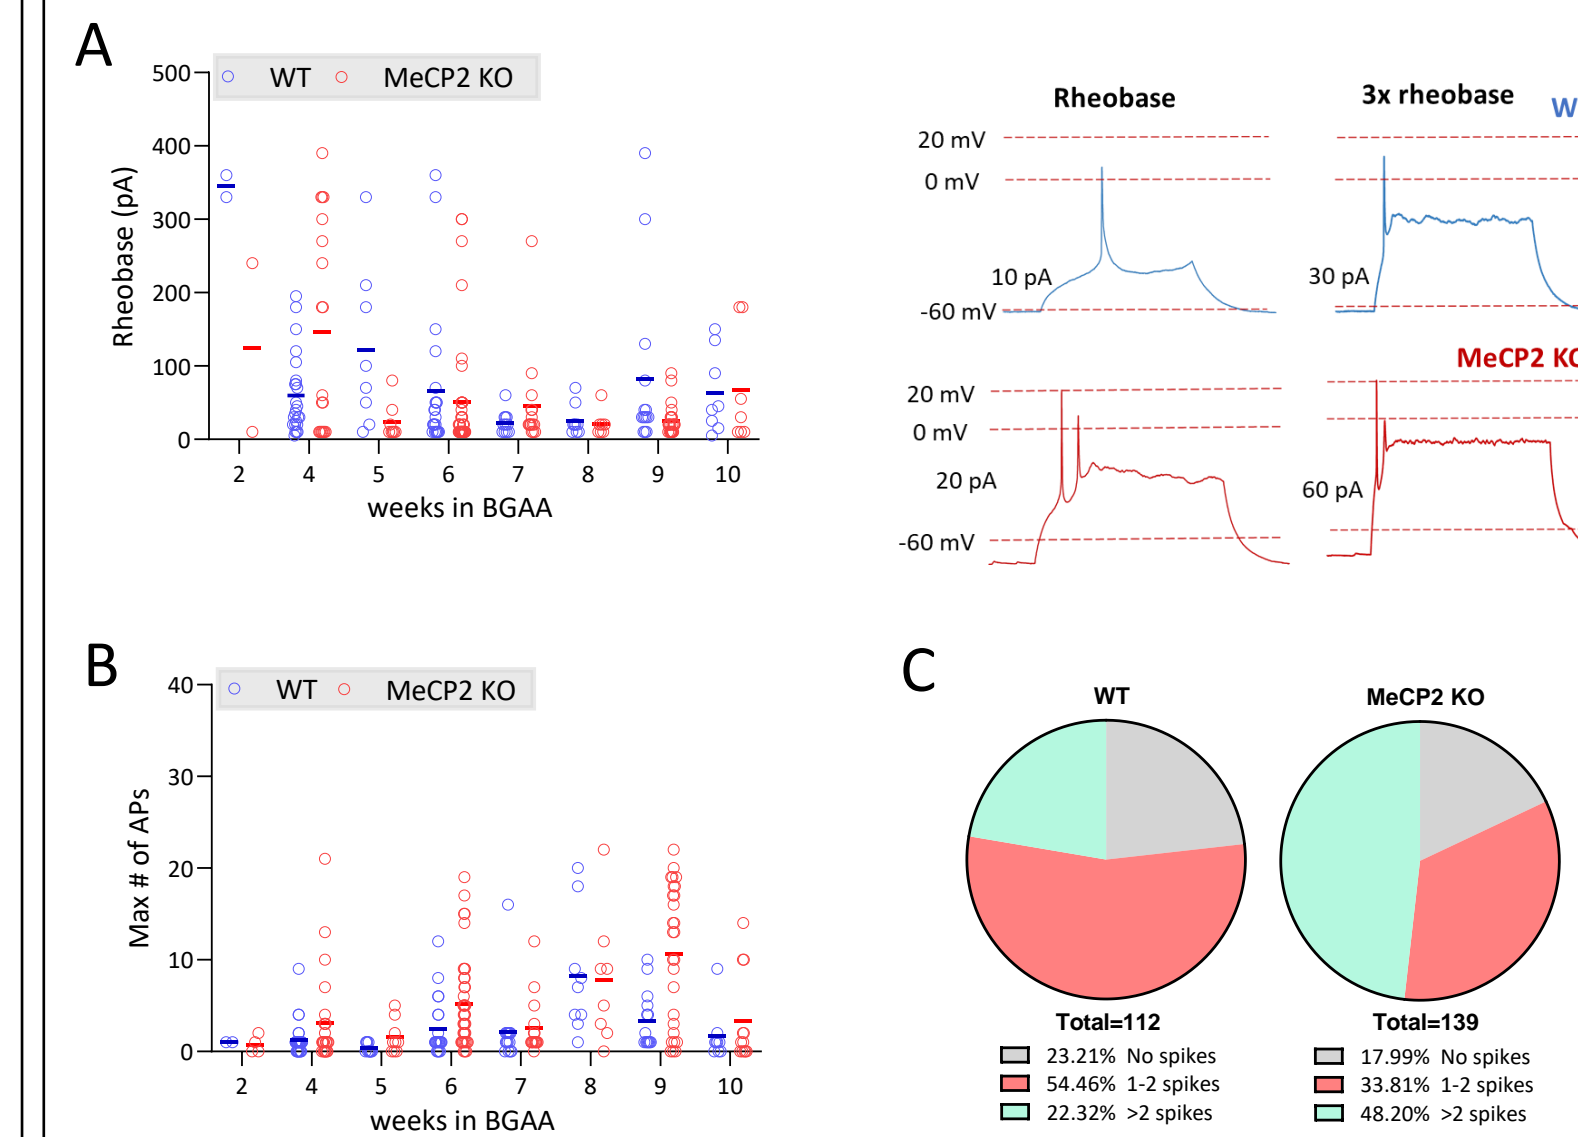 A
WT MeCP2 KO
500
400
300
200
100
0
Rheobase (pA)
2 4 5 6 7 8 9 10
weeks in BGAA
Rheobase
3x rheobase
20 mV
0 mV
10 pA
-60 mV
30 pA
MeCP2 KO
20 mV
0 mV
20 pA
-60 mV
60 pA
B
WT MeCP2 KO
40
30
20
10
0
Max # of APs
2 4 5 6 7 8 9 10
weeks in BGAA
C
WT
Total=112
23.21% No spikes
54.46% 1-2 spikes
22.32% >2 spikes
MeCP2 KO
Total=139
17.99% No spikes
33.81% 1-2 spikes
48.20% >2 spikes